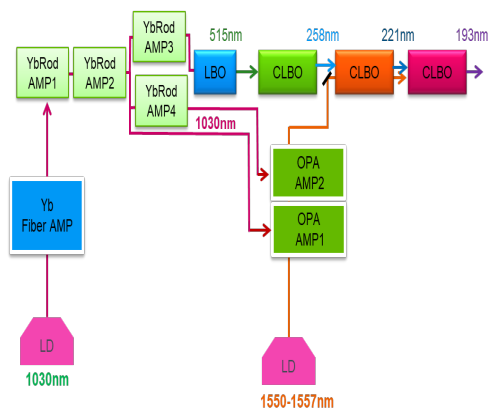 515nm
258nm
221nm
193nm
YbRod
AMP1
YbRod
AMP2
YbRod
AMP3
LBO
CLBO
CLBO
CLBO
YbRod
AMP4
1030nm
OPA
AMP2
OPA
AMP1
Yb
Fiber AMP
LD
1030nm
LD
1550-1557nm